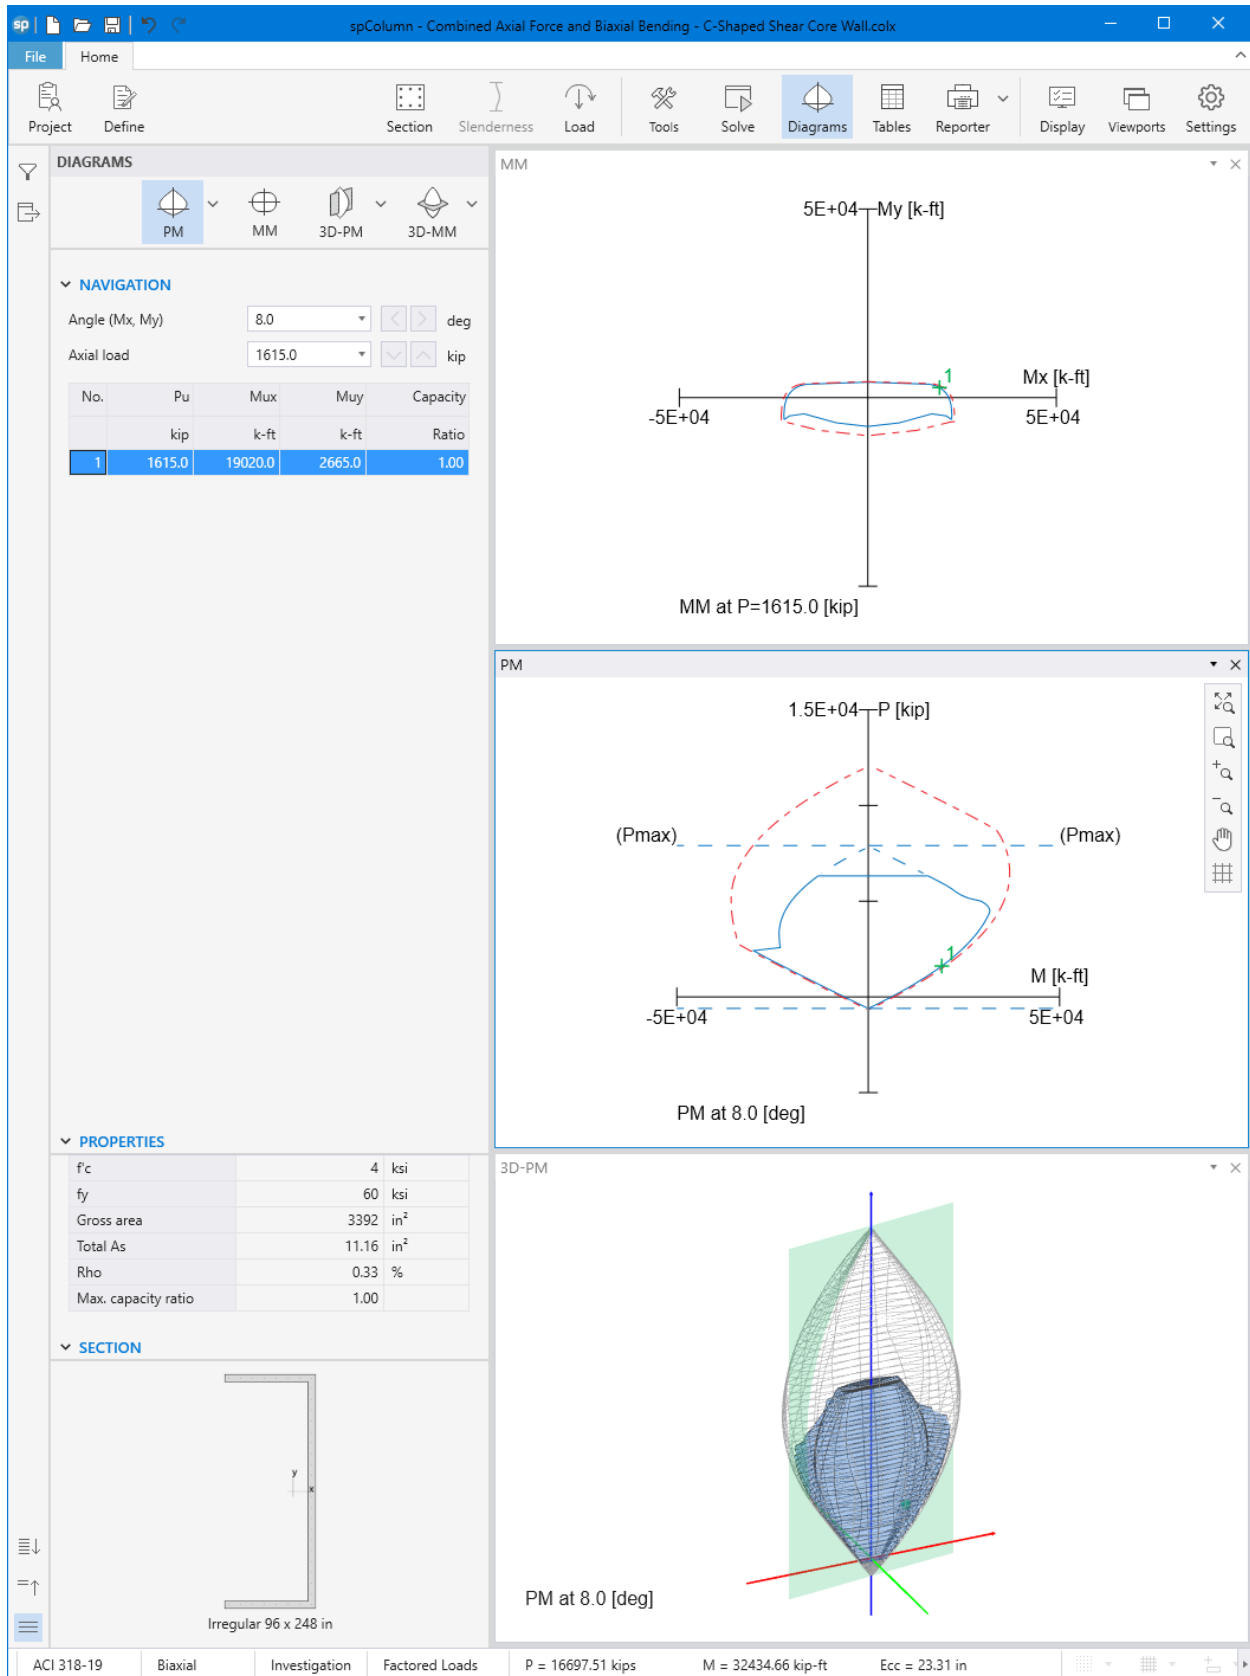 sp
spColumn - Combined Axial Force and Biaxial Bending - C-Shaped Shear Core Wall.colx
File Home
Project Define Section Slenderness Load Tools Solve Diagrams Tables Reporter Display Viewports Settings
DIAGRAMS
PM MM 3D-PM 3D-MM
NAVIGATION
Angle (Mx, My) 8.0 deg
Axial load 1615.0 kip
No. Pu Mux Muy Capacity
kip k-ft k-ft Ratio
1 1615.0 19020.0 2665.0 1.00
PROPERTIES
f'c 4 ksi
fy 60 ksi
Gross area 3392 in²
Total As 11.16 in²
Rho 0.33 %
Max. capacity ratio 1.00
SECTION
y
x
Irregular 96 x 248 in
MM
5E+04 My [k-ft]
1
Mx [k-ft]
-5E+04 5E+04
MM at P=1615.0 [kip]
PM
1.5E+04 P [kip]
(Pmax) (Pmax)
1
M [k-ft]
-5E+04 5E+04
PM at 8.0 [deg]
3D-PM
PM at 8.0 [deg]
ACI 318-19 Biaxial Investigation Factored Loads P = 16697.51 kips M = 32434.66 kip-ft Ecc = 23.31 in